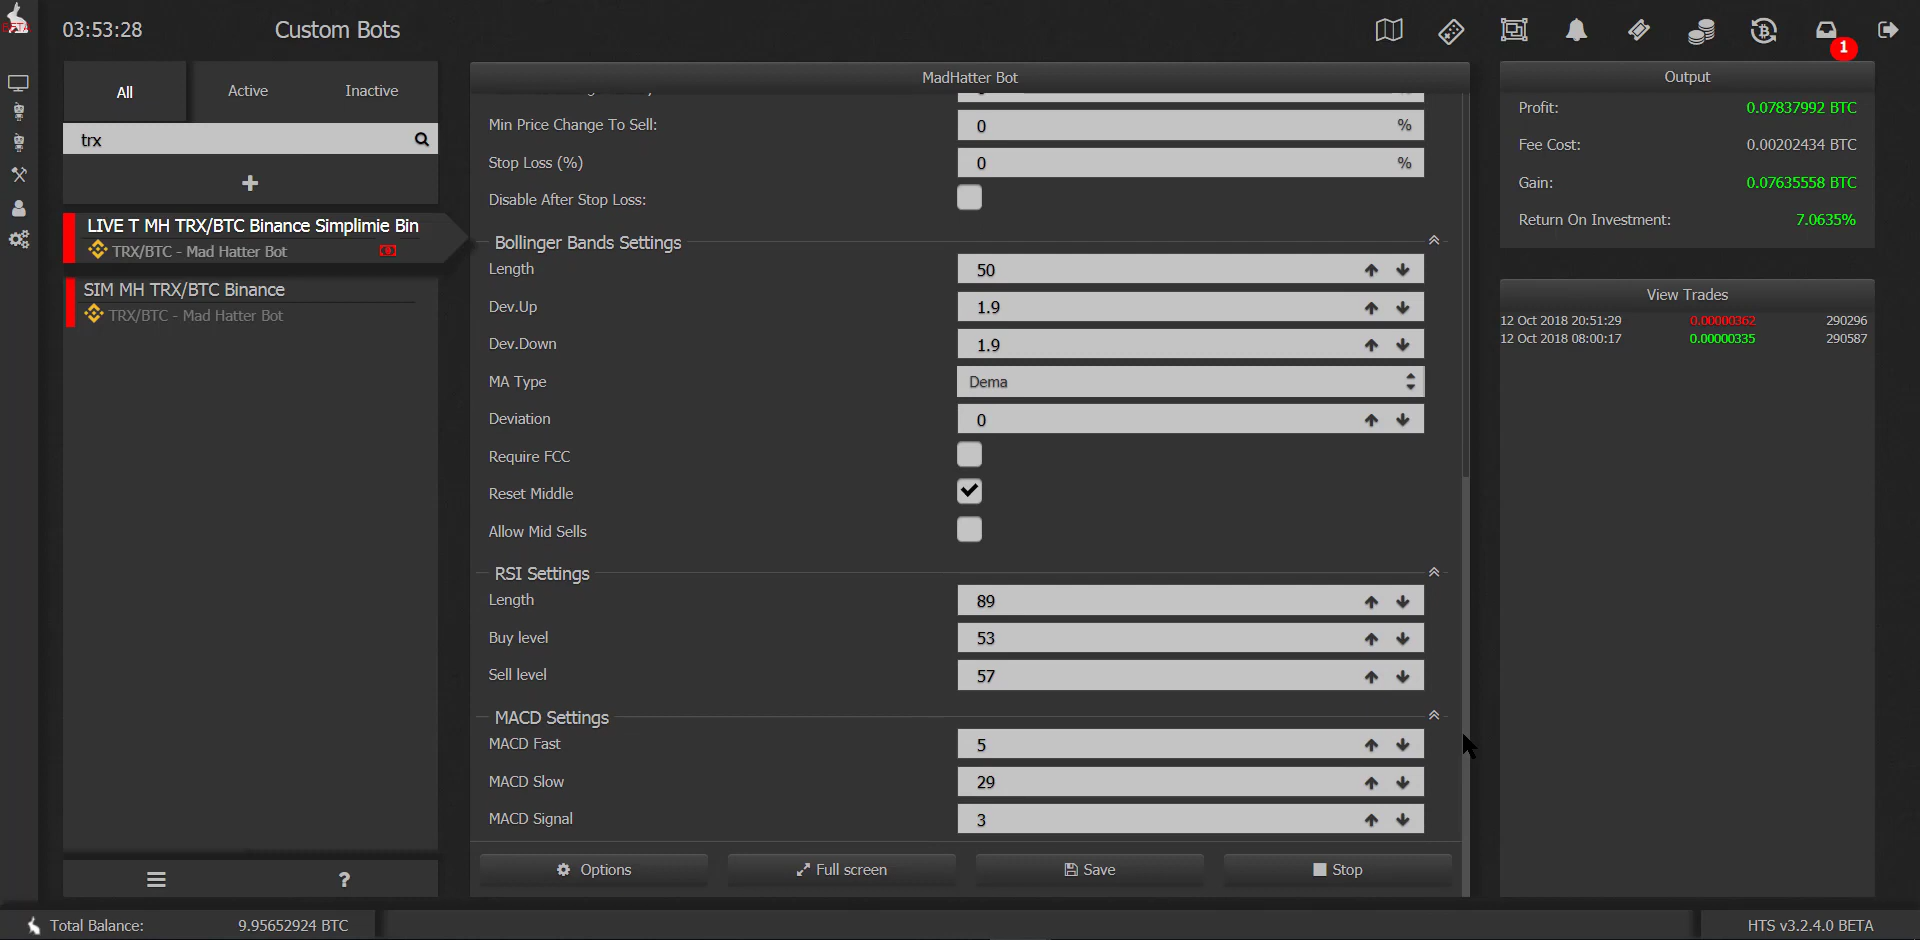 BETA
03:53:28
Custom Bots
1
All
Active
Inactive
trx
LIVE T MH TRX/BTC Binance Simplimie Bin
TRX/BTC - Mad Hatter Bot
SIM MH TRX/BTC Binance
TRX/BTC - Mad Hatter Bot
?
MadHatter Bot
Min Price Change To Sell: 0 %
Stop Loss (%) 0 %
Disable After Stop Loss:
Bollinger Bands Settings
Length 50
Dev.Up 1.9
Dev.Down 1.9
MA Type Dema
Deviation 0
Require FCC
Reset Middle
Allow Mid Sells
RSI Settings
Length 89
Buy level 53
Sell level 57
MACD Settings
MACD Fast 5
MACD Slow 29
MACD Signal 3
Options
Full screen
Save
Stop
Output
Profit: 0.07837992 BTC
Fee Cost: 0.00202434 BTC
Gain: 0.07635558 BTC
Return On Investment: 7.0635%
View Trades
12 Oct 2018 20:51:29 0.00000362 290296
12 Oct 2018 08:00:17 0.00000335 290587
Total Balance: 9.95652924 BTC
HTS v3.2.4.0 BETA